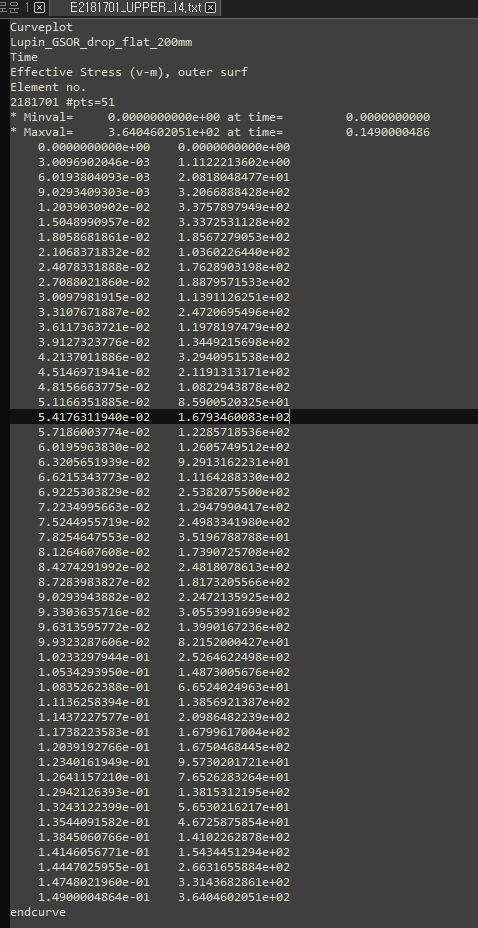 로운 1
E2181701_UPPER_14,txt
Curveplot
Lupin_GSOR_drop_flat_200mm
Time
Effective Stress (v-m), outer surf
Element no.
2181701 #pts=51
* Minval= 0.0000000000e+00 at time= 0.0000000000
* Maxval= 3.6404602051e+02 at time= 0.1490000486
0.0000000000e+00 0.0000000000e+00
3.0096902046e-03 1.1122213602e+00
6.0193804093e-03 2.0818048477e+01
9.0293409303e-03 3.2066888428e+02
1.2039030902e-02 3.3757897949e+02
1.5048990957e-02 3.3372531128e+02
1.8058681861e-02 1.8567279053e+02
2.1068371832e-02 1.0360226440e+02
2.4078331888e-02 1.7628903198e+02
2.7088021860e-02 1.8879571533e+02
3.0097981915e-02 1.1391126251e+02
3.3107671887e-02 2.4720695496e+02
3.6117363721e-02 1.1978197479e+02
3.9127323776e-02 1.3449215698e+02
4.2137011886e-02 3.2940951538e+02
4.5146971941e-02 2.1191313171e+02
4.8156663775e-02 1.0822943878e+02
5.1166351885e-02 8.5900520325e+01
5.4176311940e-02 1.6793460083e+02
5.7186003774e-02 1.2285718536e+02
6.0195963830e-02 1.2605749512e+02
6.3205651939e-02 9.2913162231e+01
6.6215343773e-02 1.1164288330e+02
6.9225303829e-02 2.5382075500e+02
7.2234995663e-02 1.2947990417e+02
7.5244955719e-02 2.4983341980e+02
7.8254647553e-02 3.5196788788e+01
8.1264607608e-02 1.7390725708e+02
8.4274291992e-02 2.4818078613e+02
8.7283983827e-02 1.8173205566e+02
9.0293943882e-02 2.2472135925e+02
9.3303635716e-02 3.0553991699e+02
9.6313595772e-02 1.3990167236e+02
9.9323287606e-02 8.2152000427e+01
1.0233297944e-01 2.5264622498e+02
1.0534293950e-01 1.4873005676e+02
1.0835262388e-01 6.6524024963e+01
1.1136258394e-01 1.3856921387e+02
1.1437227577e-01 2.0986482239e+02
1.1738223583e-01 1.6799617004e+02
1.2039192766e-01 1.6750468445e+02
1.2340161949e-01 9.5730201721e+01
1.2641157210e-01 7.6526283264e+01
1.2942126393e-01 1.3815312195e+02
1.3243122399e-01 5.6530216217e+01
1.3544091582e-01 4.6725875854e+01
1.3845060766e-01 1.4102262878e+02
1.4146056771e-01 1.5434451294e+02
1.4447025955e-01 2.6631655884e+02
1.4748021960e-01 3.3143682861e+02
1.4900004864e-01 3.6404602051e+02
endcurve